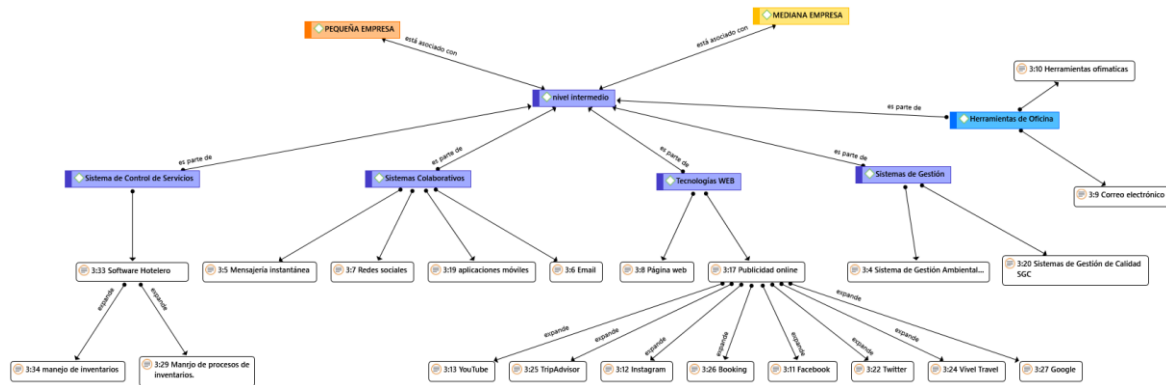 MEDIANA EMPRESA
PEQUEÑA EMPRESA
está asociado con
está asociado con
3:10 Herramientas ofimaticas
nivel intermedio
es parte de
Herramientas de Oficina
es parte de
es parte de
es parte de
es parte de
Sistema de Control de Servicios
Sistemas Colaborativos
Tecnologías WEB
Sistemas de Gestión
3:9 Correo electrónico
3:33 Software Hotelero
3:5 Mensajería instantánea
3:7 Redes sociales
3:19 aplicaciones móviles
3:6 Email
3:8 Página web
3:17 Publicidad online
3:4 Sistema de Gestión Ambiental...
3:20 Sistemas de Gestión de Calidad
SGC
expande
expande
expande
expande
expande
expande
expande
expande
expande
expande
3:34 manejo de inventarios
3:29 Manrjo de procesos de
inventarios.
3:13 YouTube
3:25 TripAdvisor
3:12 Instagram
3:26 Booking
3:11 Facebook
3:22 Twitter
3:24 Vivel Travel
3:27 Google